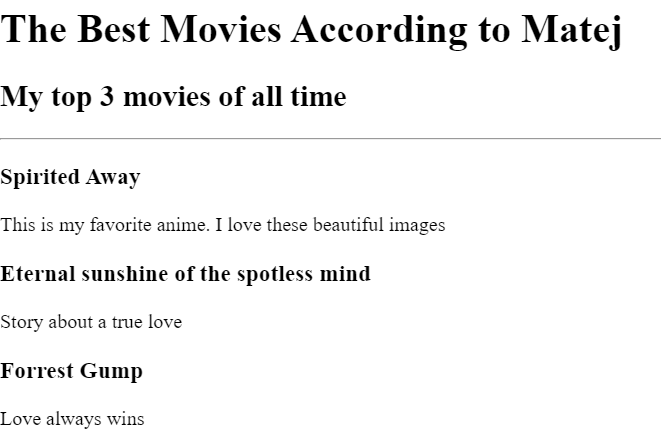 The Best Movies According to Matej
My top 3 movies of all time
Spirited Away
This is my favorite anime. I love these beautiful images
Eternal sunshine of the spotless mind
Story about a true love
Forrest Gump
Love always wins